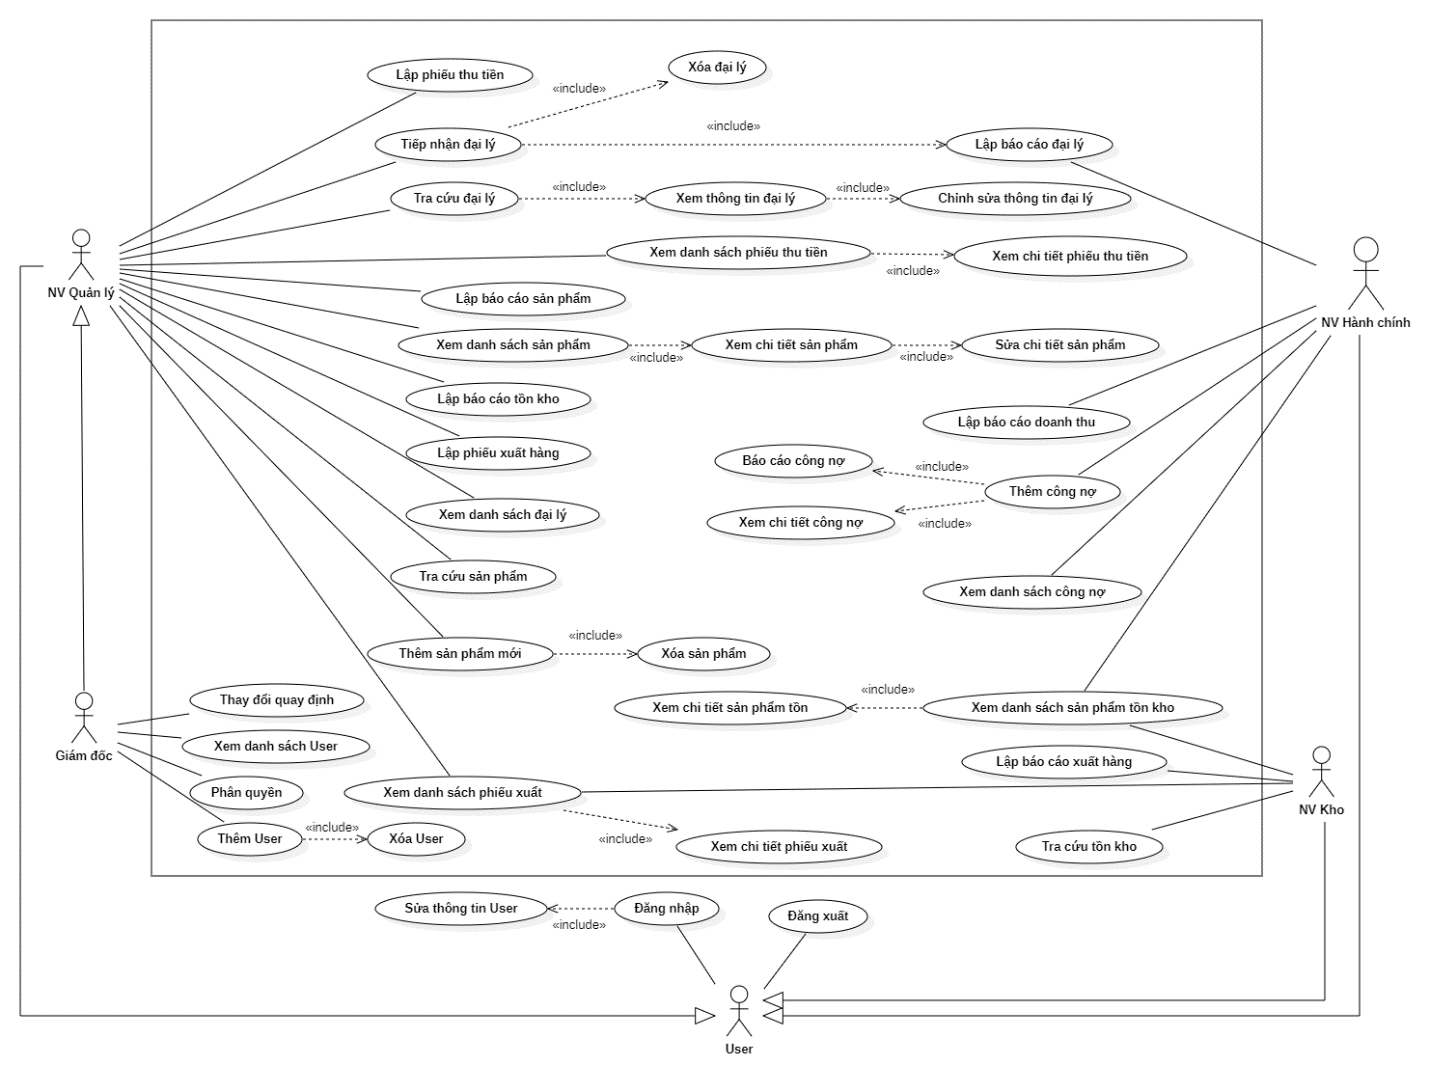 Lập phiếu thu tiền
Xóa đại lý
«include»
«include»
Tiếp nhận đại lý
Lập báo cáo đại lý
Tra cứu đại lý
«include»
Xem thông tin đại lý
«include»
Chỉnh sửa thông tin đại lý
Xem danh sách phiếu thu tiền
«include»
Xem chi tiết phiếu thu tiền
NV Quản lý
Lập báo cáo sản phẩm
NV Hành chính
Xem danh sách sản phẩm
«include»
Xem chi tiết sản phẩm
«include»
Sửa chi tiết sản phẩm
Lập báo cáo tồn kho
Lập báo cáo doanh thu
Lập phiếu xuất hàng
Báo cáo công nợ
«include»
Thêm công nợ
Xem danh sách đại lý
Xem chi tiết công nợ
«include»
Tra cứu sản phẩm
Xem danh sách công nợ
Thêm sản phẩm mới
«include»
Xóa sản phẩm
Thay đổi quay định
Xem chi tiết sản phẩm tồn
«include»
Xem danh sách sản phẩm tồn kho
Giám đốc
Xem danh sách User
Lập báo cáo xuất hàng
Phân quyền
Xem danh sách phiếu xuất
NV Kho
Thêm User
«include»
Xóa User
«include»
Xem chi tiết phiếu xuất
Tra cứu tồn kho
Sửa thông tin User
«include»
Đăng nhập
Đăng xuất
User